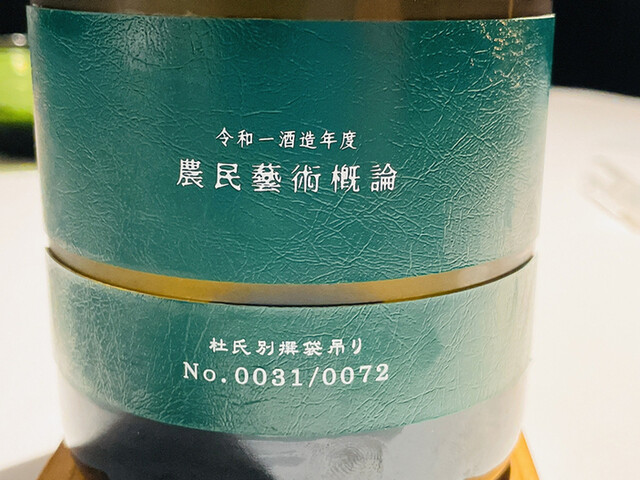 令和一酒造年度
農民藝術概論
杜氏別撰袋吊り
No.0031/0072